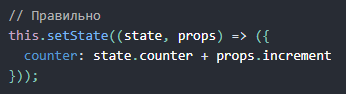 // Правильно
this.setState((state, props) => ({
  counter: state.counter + props.increment
}));